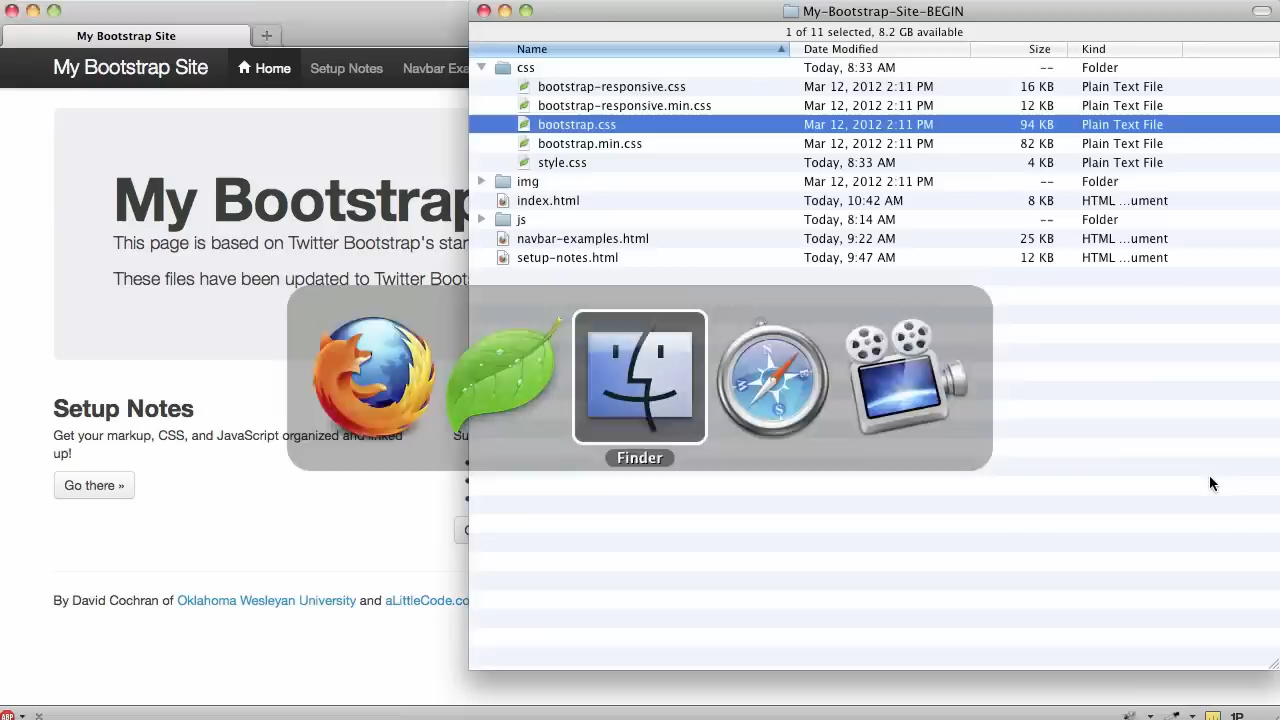 My Bootstrap Site
+
My Bootstrap Site Home Setup Notes Navbar Exa
My Bootstrap
This page is based on Twitter Bootstrap's star
These files have been updated to Twitter Boot
Setup Notes
Get your markup, CSS, and JavaScript organized and linked
up!
Go there »
Su
By David Cochran of Oklahoma Wesleyan University and aLittleCode.co
My-Bootstrap-Site-BEGIN
1 of 11 selected, 8.2 GB available
Name Date Modified Size Kind
css Today, 8:33 AM -- Folder
bootstrap-responsive.css Mar 12, 2012 2:11 PM 16 KB Plain Text File
bootstrap-responsive.min.css Mar 12, 2012 2:11 PM 12 KB Plain Text File
bootstrap.css Mar 12, 2012 2:11 PM 94 KB Plain Text File
bootstrap.min.css Mar 12, 2012 2:11 PM 82 KB Plain Text File
style.css Today, 8:33 AM 4 KB Plain Text File
img Mar 12, 2012 2:11 PM -- Folder
index.html Today, 10:42 AM 8 KB HTML ...ument
js Today, 8:14 AM -- Folder
navbar-examples.html Today, 9:22 AM 25 KB HTML ...ument
setup-notes.html Today, 9:47 AM 12 KB HTML ...ument
Finder
ABP
1P